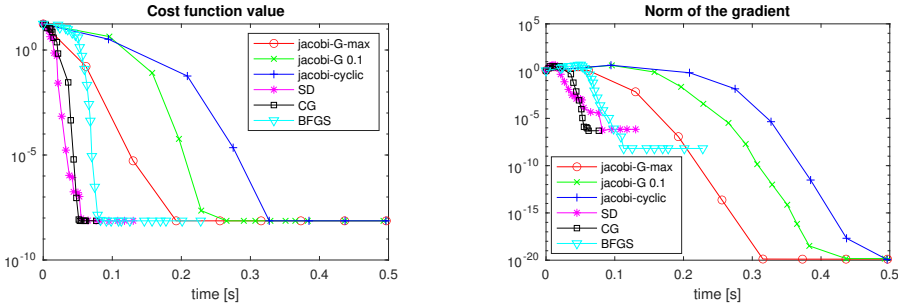 Cost function value
10^0
10^-5
10^-10
0
0.1
0.2
0.3
0.4
0.5
time [s]
jacobi-G-max
jacobi-G 0.1
jacobi-cyclic
SD
CG
BFGS
Norm of the gradient
10^5
10^0
10^-5
10^-10
10^-15
10^-20
0
0.1
0.2
0.3
0.4
0.5
time [s]
jacobi-G-max
jacobi-G 0.1
jacobi-cyclic
SD
CG
BFGS